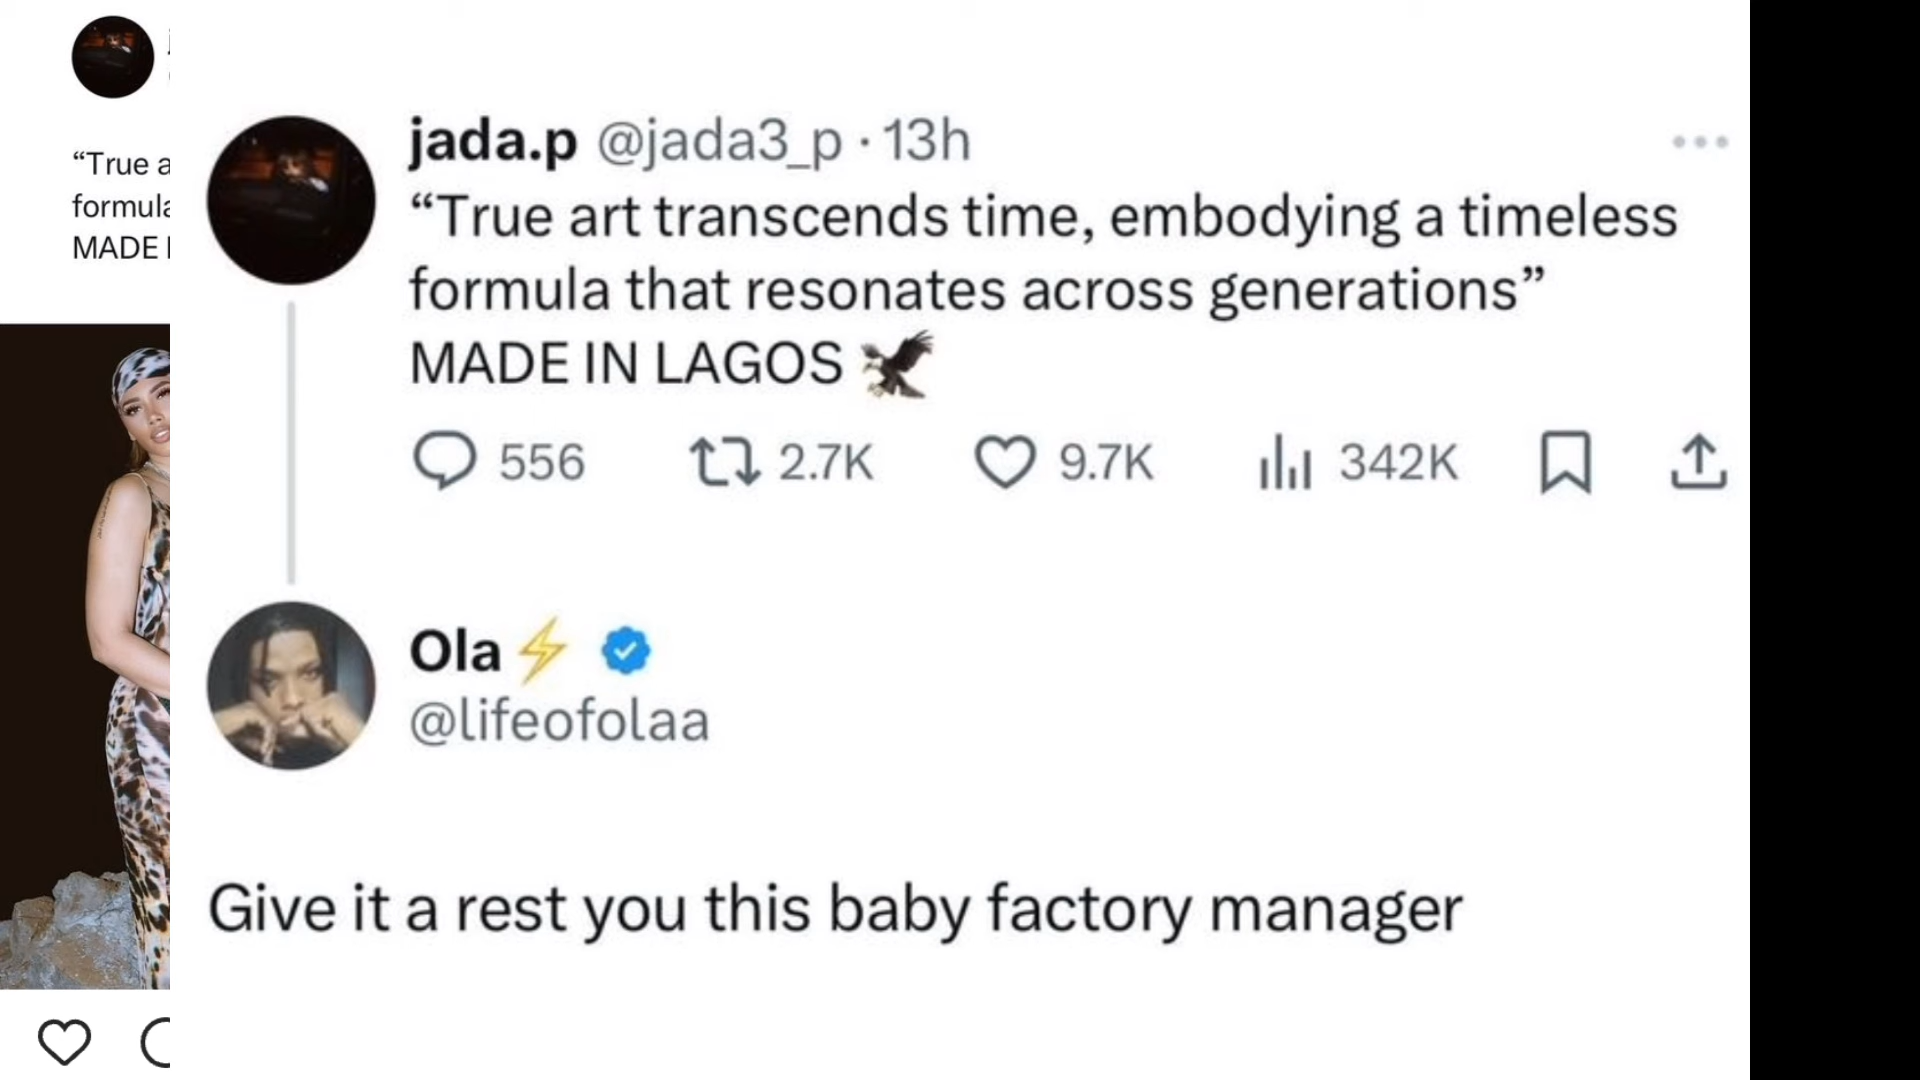 “True a
formula
MADE
jada.p @jada3_p · 13h
“True art transcends time, embodying a timeless
formula that resonates across generations”
MADE IN LAGOS 🦅
556 2.7K 9.7K 342K
Ola⚡
@lifeofolaa
Give it a rest you this baby factory manager